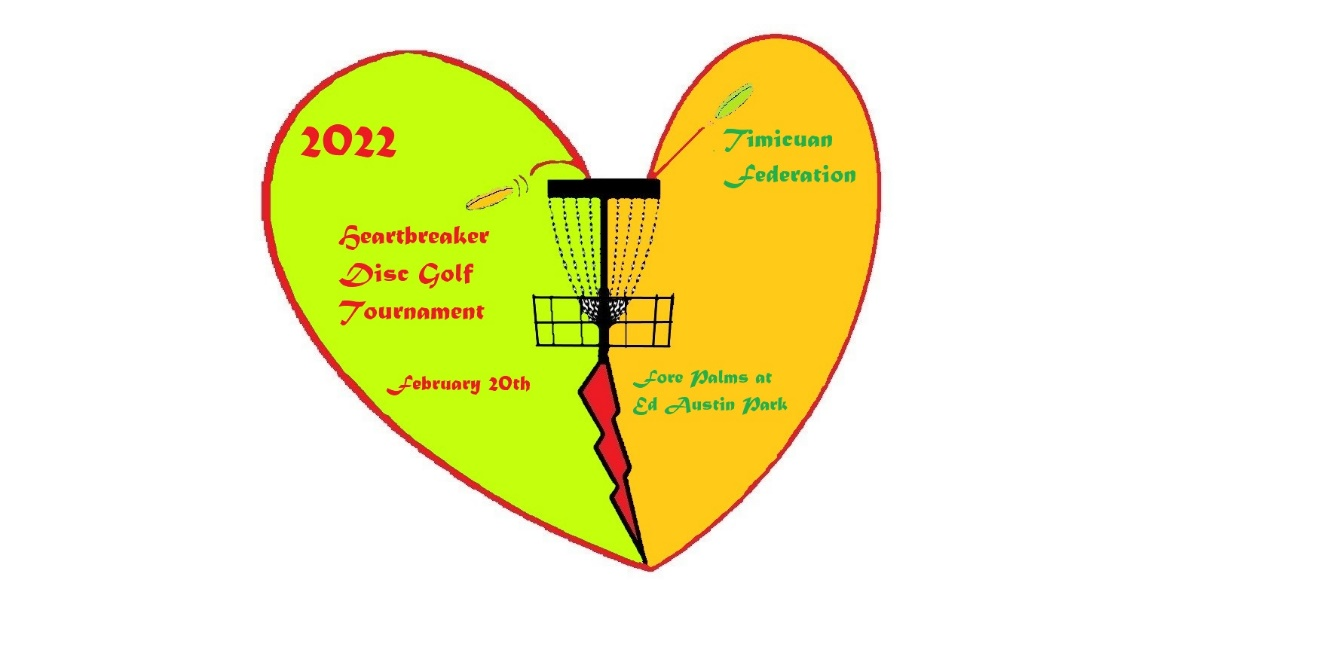 2022
Heartbreaker
Disc Golf
Tournament
February 20th
Timicuan
Federation
Fore Palms at
Ed Austin Park